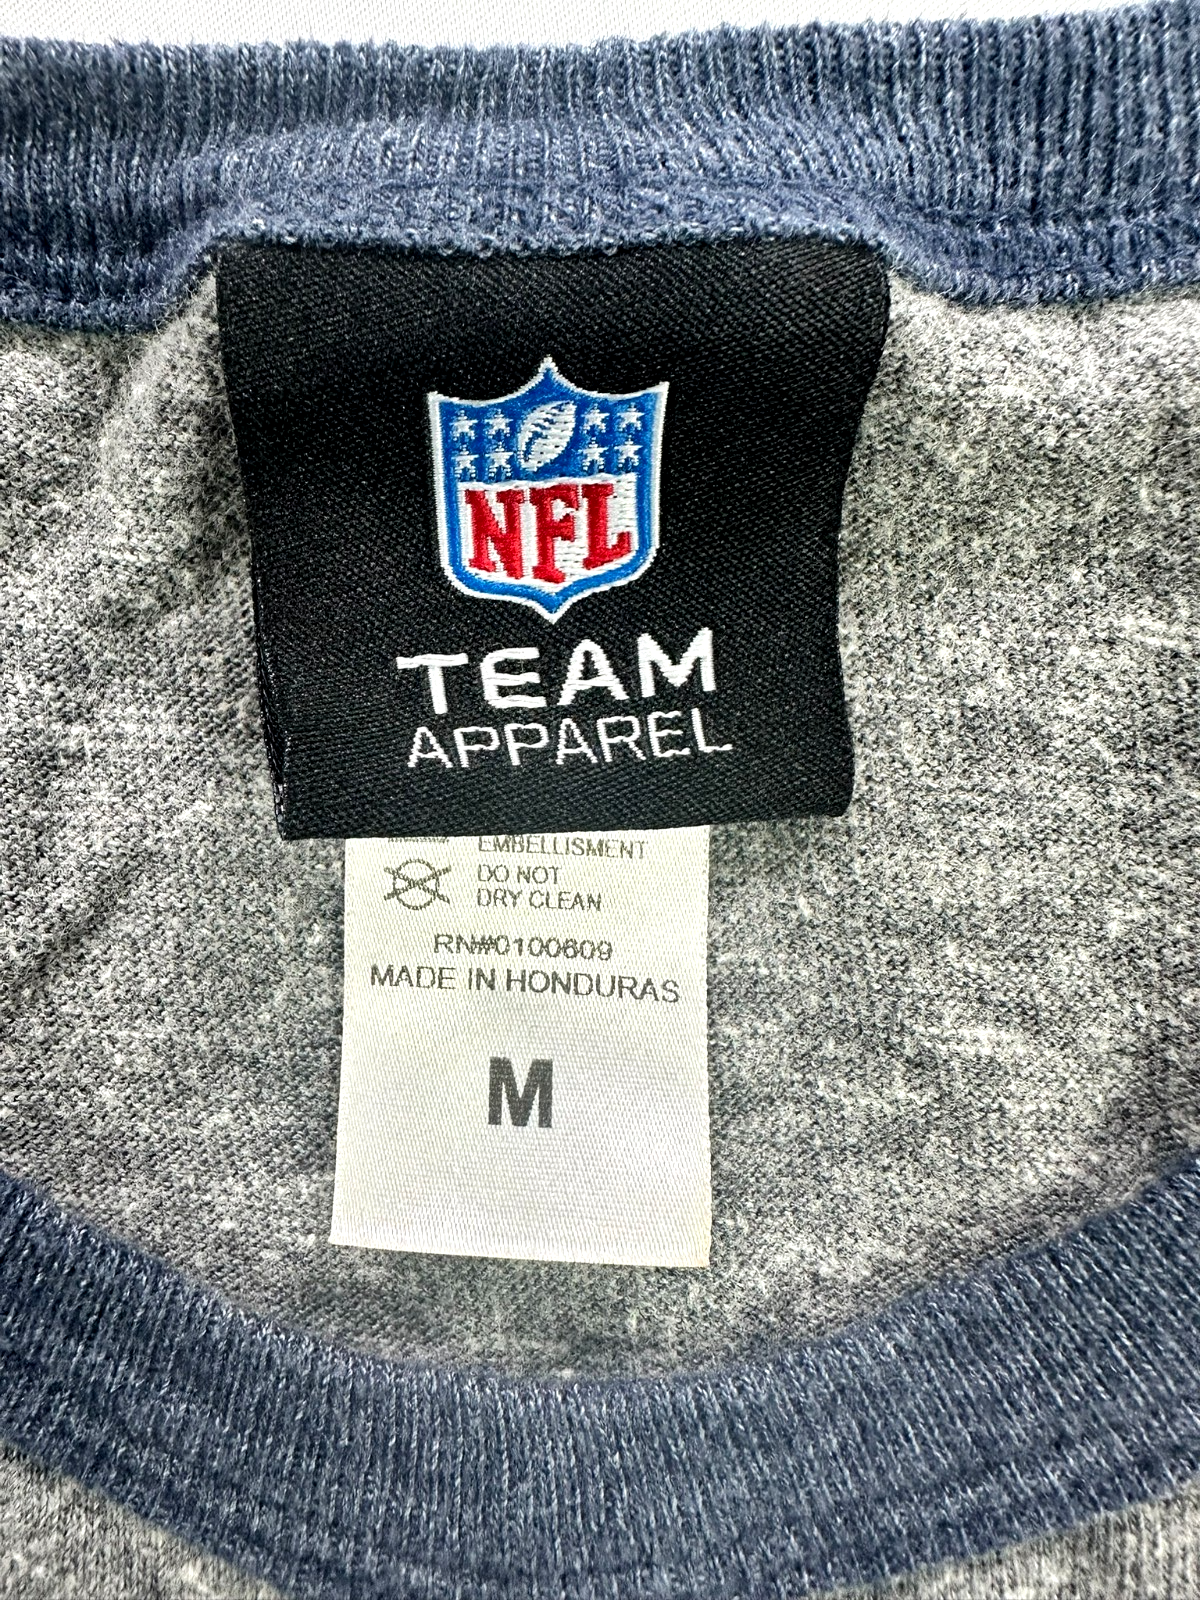 NFL
TEAM
APPAREL
EMBELLISMENT
DO NOT
DRY CLEAN
RN#0100609
MADE IN HONDURAS
M